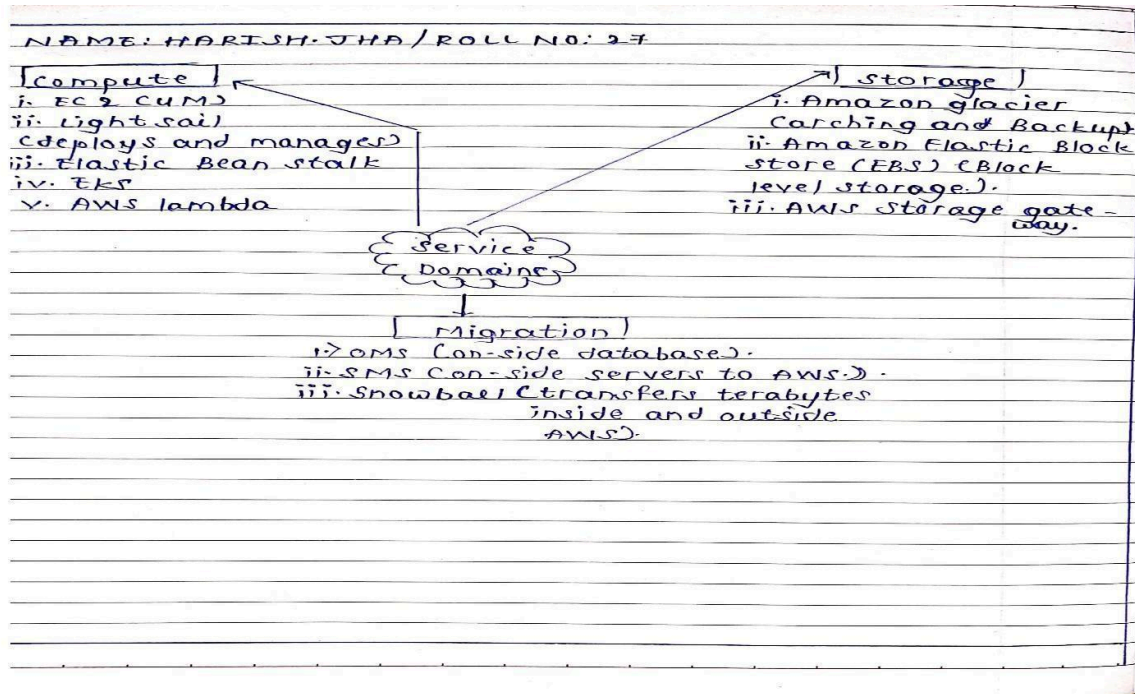 NAME: HARISH. JHA / ROLL NO: 27
Compute
i. EC2 (VM)
ii. Light sail
(deploys and manages)
iii. Elastic Bean stalk
iv. EKS
v. AWS lambda
Storage
i. Amazon glacier
(arching and Backup)
ii. Amazon Elastic Block
store (EBS) (Block
level storage.).
iii. AWS Storage gate-
way.
Service
Domains
Migration
i.> DMS (on-side database).
ii. SMS (on-side servers to AWS.).
iii. Snowball (transfers terabytes
inside and outside
AWS).